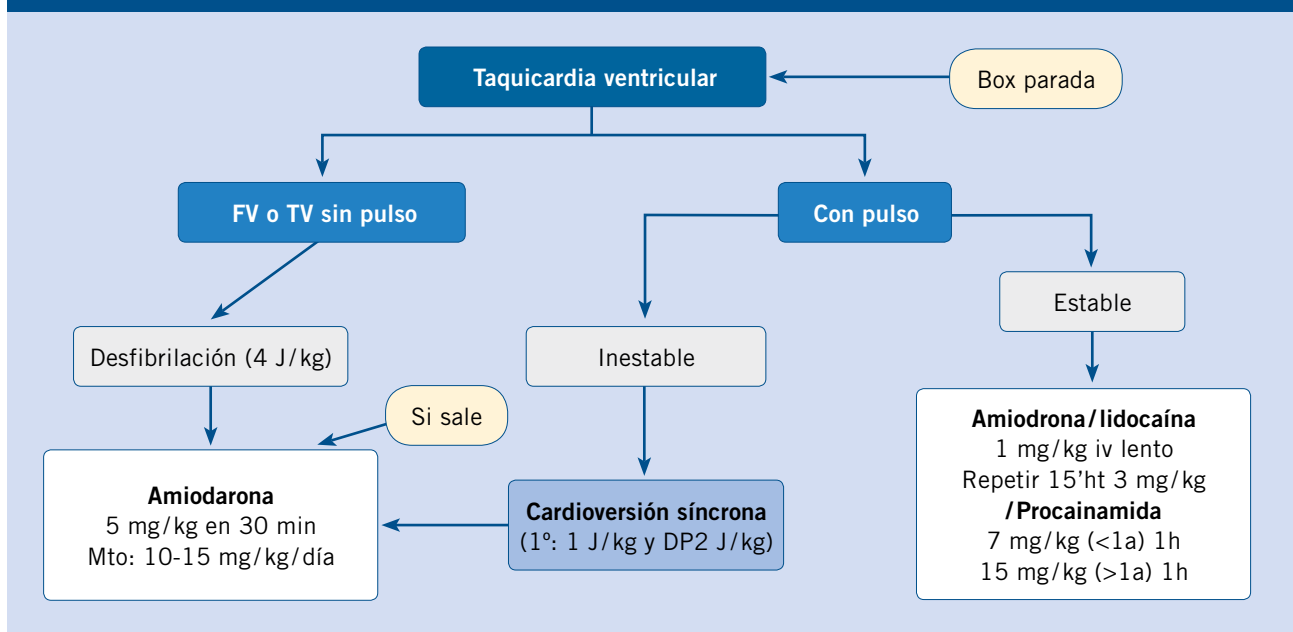 Taquicardia ventricular
Box parada
FV o TV sin pulso
Con pulso
Estable
Desfibrilación (4 J/kg)
Inestable
Si sale
Amiodarona
5 mg/kg en 30 min
Mto: 10-15 mg/kg/día
Cardioversión síncrona
(1º: 1 J/kg y DP2 J/kg)
Amiodrona/lidocaína
1 mg/kg iv lento
Repetir 15'ht 3 mg/kg
/Procainamida
7 mg/kg (<1a) 1h
15 mg/kg (>1a) 1h